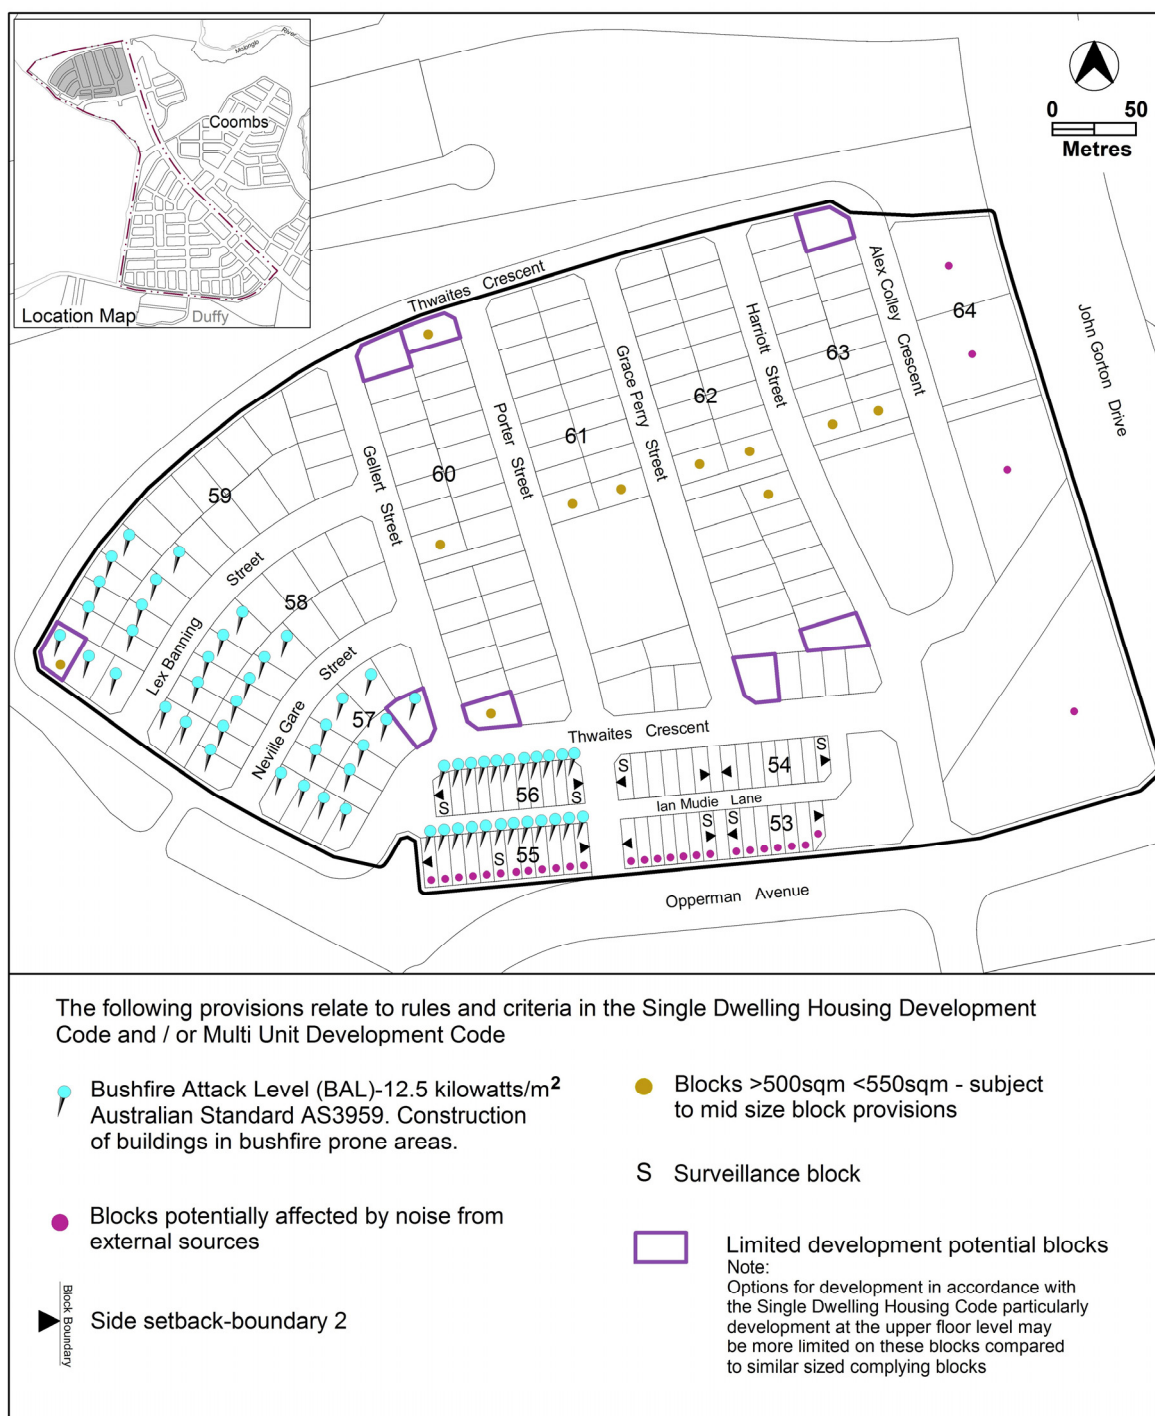 Molonglo
River
Coombs
Location Map
Duffy
0 50
Metres
Thwaites Crescent
Alex Colley Crescent
64
John Gorton Drive
Harriott Street
63
Grace Perry Street
62
Porter Street
61
Gellert Street
60
59
Lex Banning Street
58
Neville Gare Street
57
Thwaites Crescent
S
S
54
56
S
S
Ian Mudie Lane
S
S
53
S
55
Opperman Avenue
The following provisions relate to rules and criteria in the Single Dwelling Housing Development
Code and / or Multi Unit Development Code
Bushfire Attack Level (BAL)-12.5 kilowatts/m²
Australian Standard AS3959. Construction
of buildings in bushfire prone areas.
Blocks potentially affected by noise from
external sources
Block Boundary
Side setback-boundary 2
Blocks >500sqm <550sqm - subject
to mid size block provisions
S Surveillance block
Limited development potential blocks
Note:
Options for development in accordance with
the Single Dwelling Housing Code particularly
development at the upper floor level may
be more limited on these blocks compared
to similar sized complying blocks